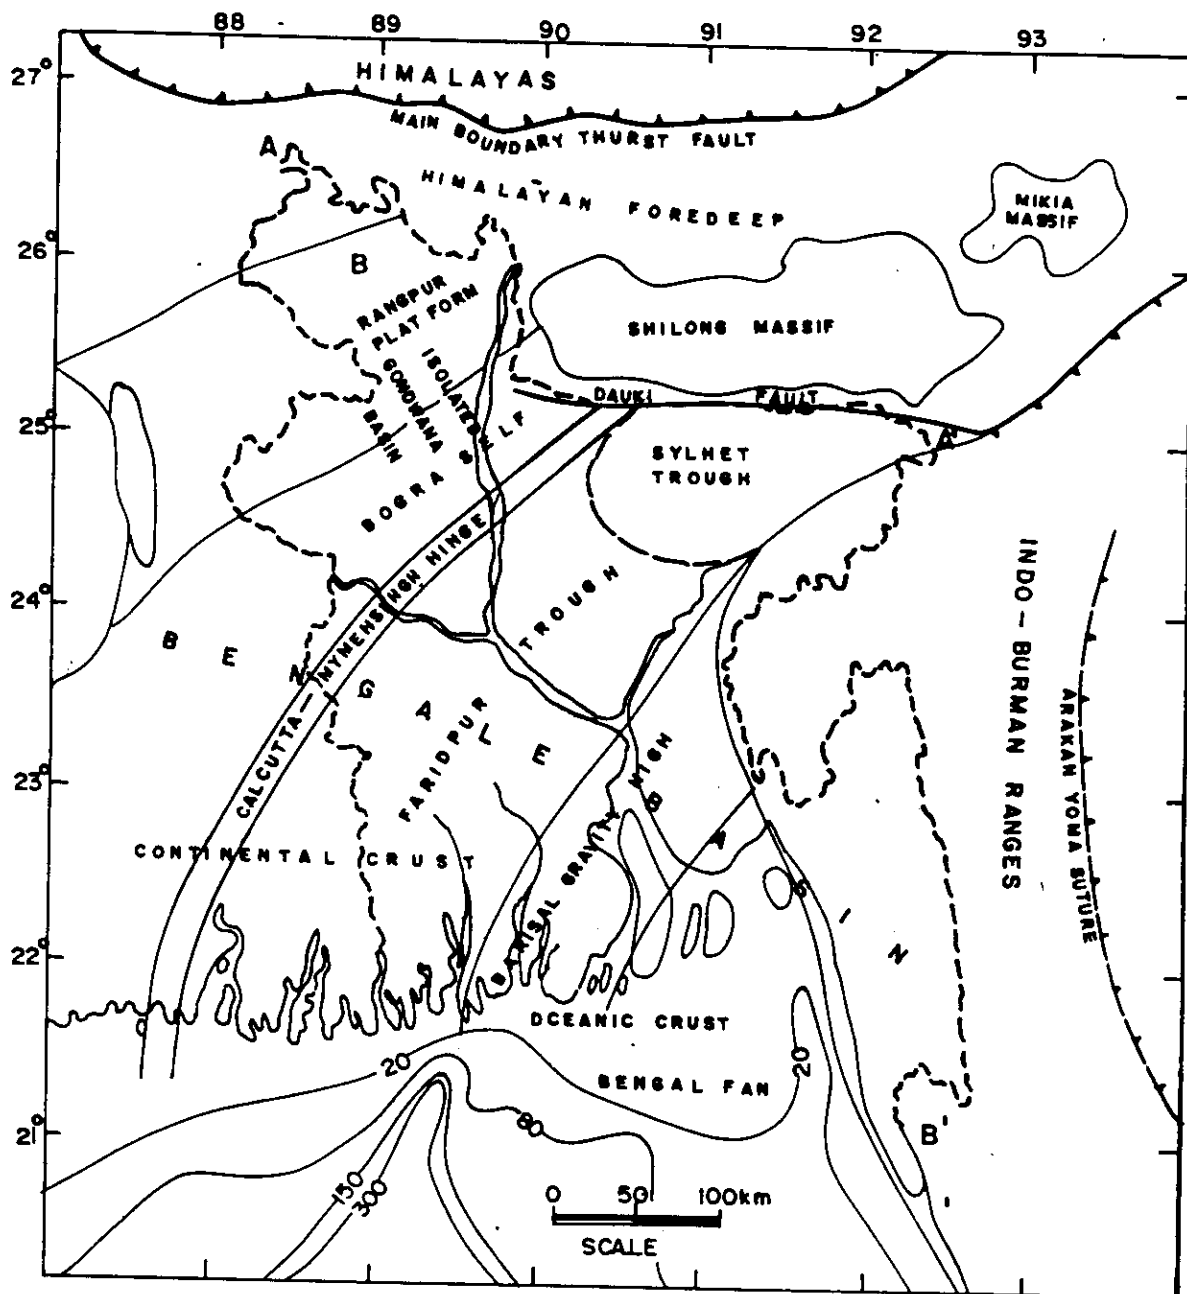 88 89 90 91 92 93
27°
HIMALAYAS
MAIN BOUNDARY THURST FAULT
A
HIMALAYAN FOREDEEP
MIKIA
MASSIF
26°
B
RANGPUR
PLAT FORM
SHILONG MASSIF
ISOLATED
GONDWANA
BASIN
SHELF
DAUKI FAULT
25°
A'
SYLHET
TROUGH
BOGRA
CALCUTTA—MYMENSINGH HINGE
INDO—BURMAN RANGES
24°
TROUGH
BENGALE
FARIDPUR
ARAKAN YOMA SUTURE
23°
BARISAL GRAVITY HIGH
BASIN
CONTINENTAL CRUST
22°
OCEANIC CRUST
20
20
BENGAL FAN
21°
80
B'
150
300
0 50 100km
SCALE